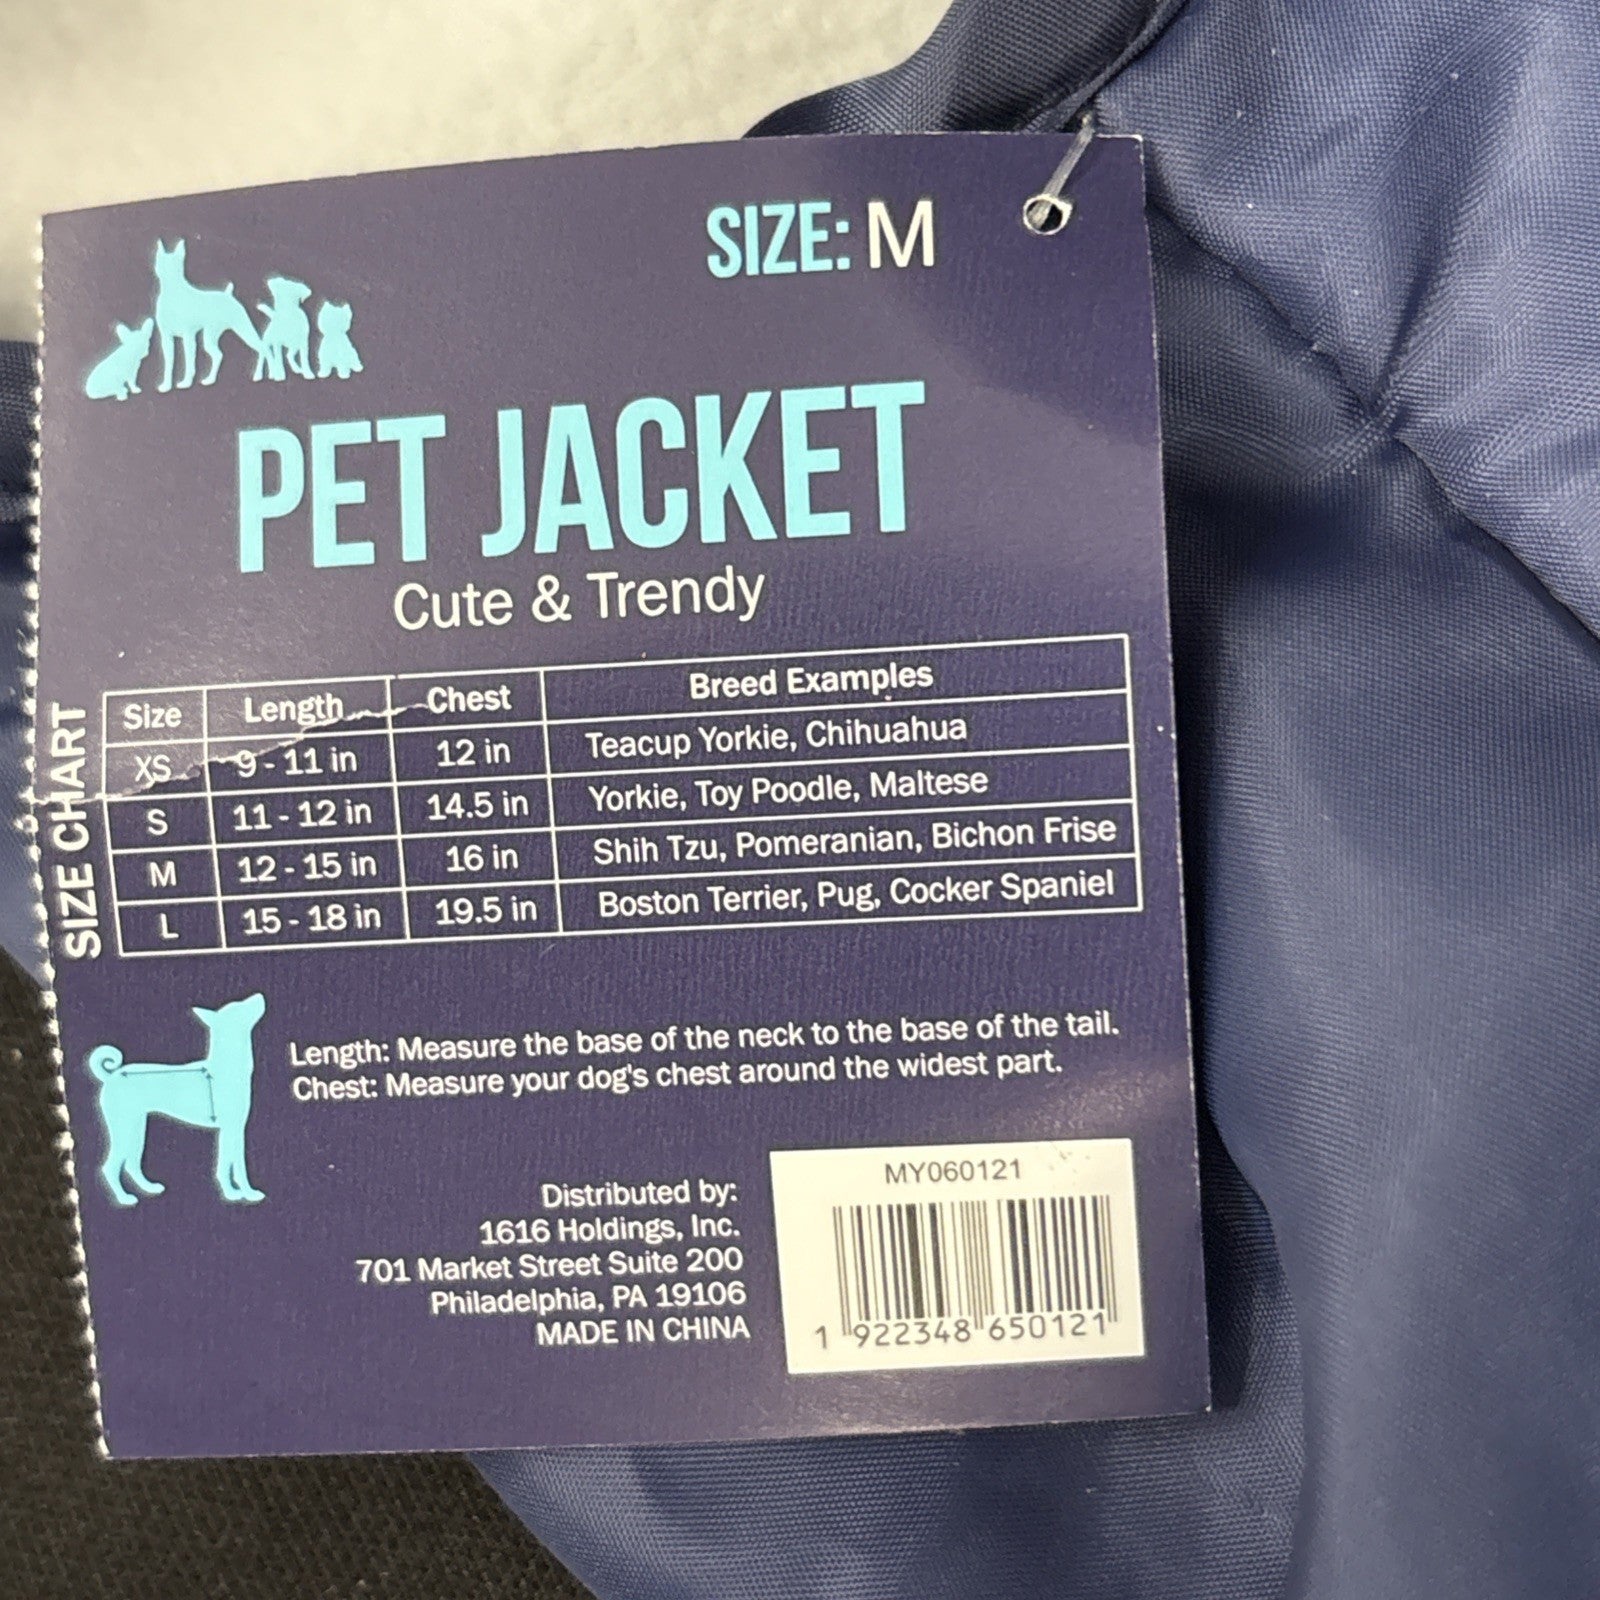 SIZE: M
PET JACKET
Cute & Trendy
SIZE CHART
Size Length Chest Breed Examples
XS 9 - 11 in 12 in Teacup Yorkie, Chihuahua
S 11 - 12 in 14.5 in Yorkie, Toy Poodle, Maltese
M 12 - 15 in 16 in Shih Tzu, Pomeranian, Bichon Frise
L 15 - 18 in 19.5 in Boston Terrier, Pug, Cocker Spaniel
Length: Measure the base of the neck to the base of the tail.
Chest: Measure your dog's chest around the widest part.
Distributed by:
1616 Holdings, Inc.
701 Market Street Suite 200
Philadelphia, PA 19106
MADE IN CHINA
MY060121
1 922348 650121